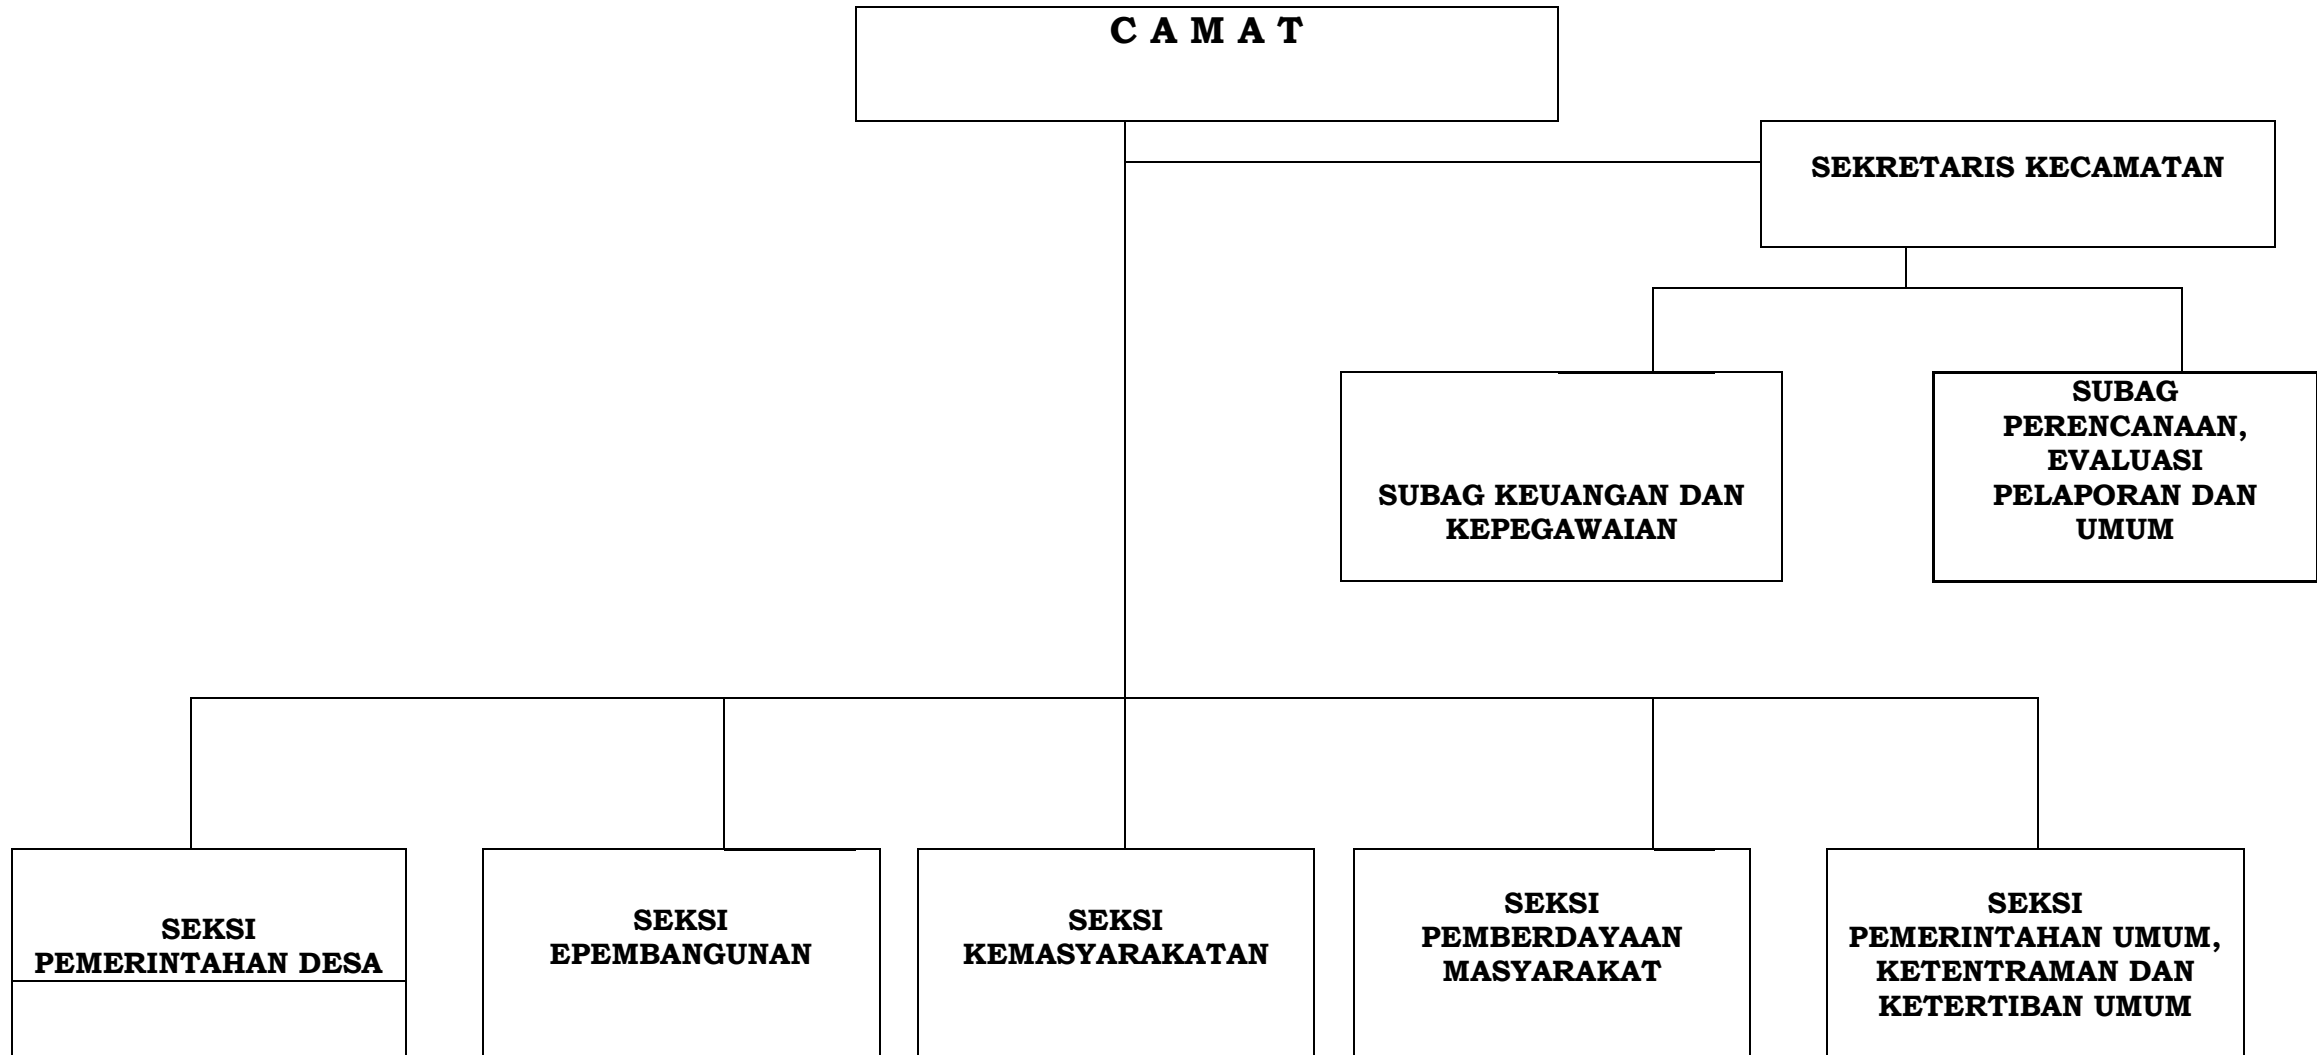 C A M A T
SEKRETARIS KECAMATAN
SUBAG KEUANGAN DAN
KEPEGAWAIAN
SUBAG
PERENCANAAN,
EVALUASI
PELAPORAN DAN
UMUM
SEKSI
PEMERINTAHAN DESA
SEKSI
EPEMBANGUNAN
SEKSI
KEMASYARAKATAN
SEKSI
PEMBERDAYAAN
MASYARAKAT
SEKSI
PEMERINTAHAN UMUM,
KETENTRAMAN DAN
KETERTIBAN UMUM